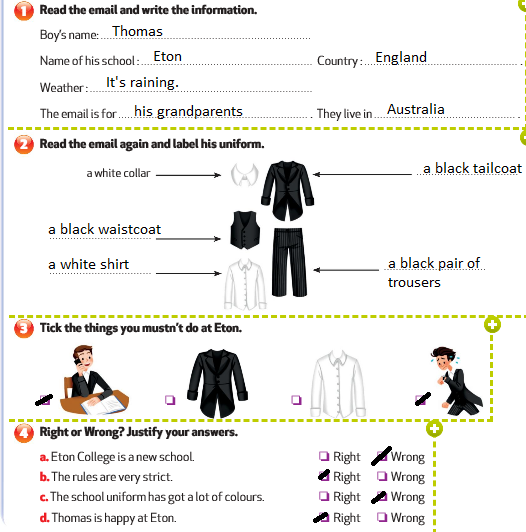 1 Read the email and write the information.
Boy's name: Thomas
Name of his school: Eton Country: England
Weather: It's raining.
The email is for his grandparents. They live in Australia
2 Read the email again and label his uniform.
a white collar a black tailcoat
a black waistcoat
a white shirt a black pair of
trousers
3 Tick the things you mustn't do at Eton.
4 Right or Wrong? Justify your answers.
a. Eton College is a new school. Right Wrong
b. The rules are very strict. Right Wrong
c. The school uniform has got a lot of colours. Right Wrong
d. Thomas is happy at Eton. Right Wrong